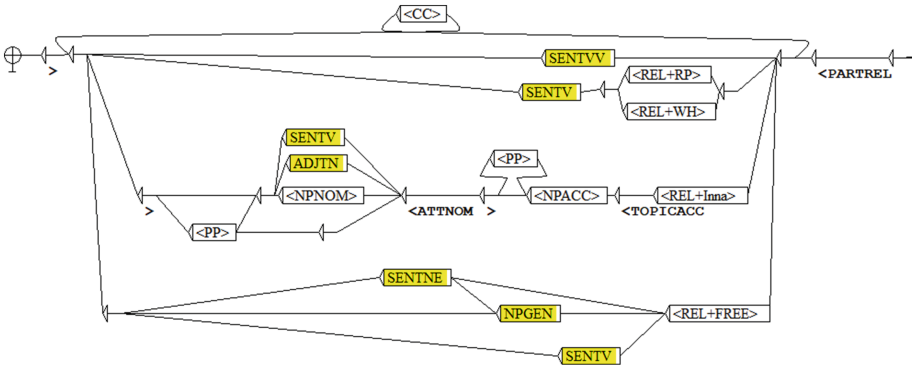 <CC>
SENTVV
> <PARTREL
<REL+RP>
SENTV
<REL+WH>
SENTV
<PP>
ADJTN
<NPNOM> <NPACC> <REL+Inna>
> <ATTNOM > <TOPICACC
<PP>
SENTNE
NPGEN <REL+FREE>
SENTV